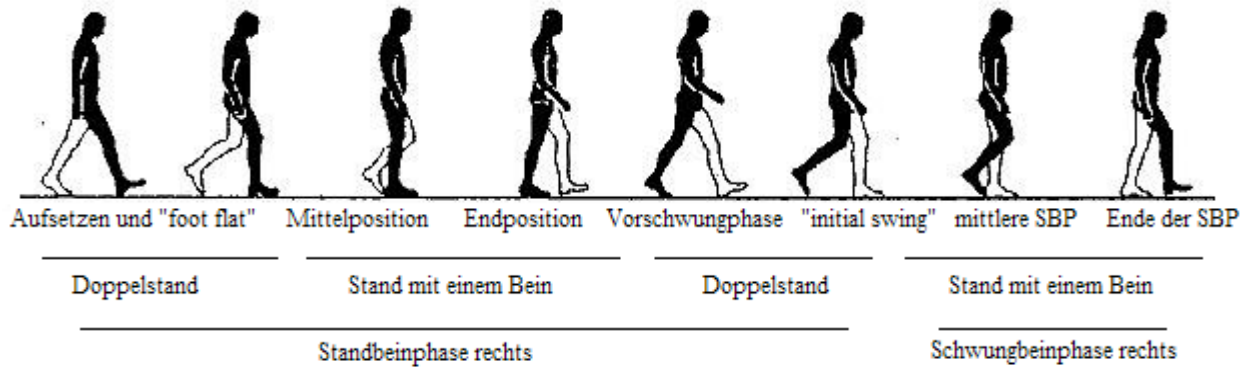 Aufsetzen und "foot flat" Mittelposition Endposition Vorschwungphase "initial swing" mittlere SBP Ende der SBP
Doppelstand Stand mit einem Bein Doppelstand Stand mit einem Bein
Standbeinphase rechts Schwungbeinphase rechts